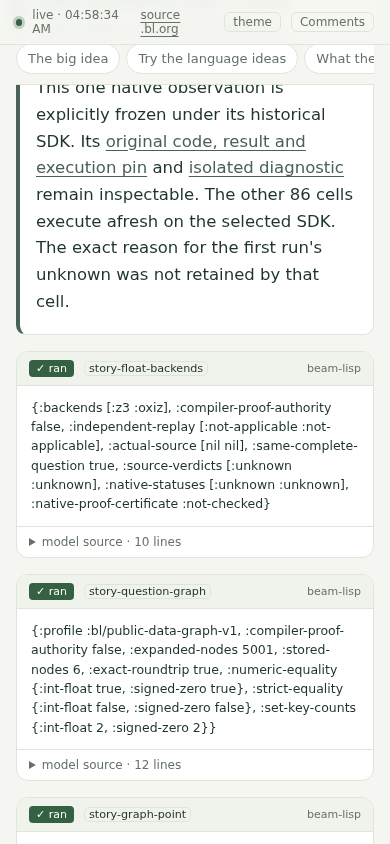 live · 04:58:34 AM
source .bl.org
theme
Comments
The big idea
Try the language ideas
What the
This one native observation is
explicitly frozen under its historical
SDK. Its original code, result and
execution pin and isolated diagnostic
remain inspectable. The other 86 cells
execute afresh on the selected SDK.
The exact reason for the first run's
unknown was not retained by that
cell.
✓ ran
story-float-backends
beam-lisp
{:backends [:z3 :oxiz], :compiler-proof-authority
false, :independent-replay [:not-applicable :not-
applicable], :actual-source [nil nil], :same-complete-
question true, :source-verdicts [:unknown
:unknown], :native-statuses [:unknown :unknown],
:native-proof-certificate :not-checked}
▶ model source · 10 lines
✓ ran
story-question-graph
beam-lisp
{:profile :bl/public-data-graph-v1, :compiler-proof-
authority false, :expanded-nodes 5001, :stored-
nodes 6, :exact-roundtrip true, :numeric-equality
{:int-float true, :signed-zero true}, :strict-equality
{:int-float false, :signed-zero false}, :set-key-counts
{:int-float 2, :signed-zero 2}}
▶ model source · 12 lines
✓ ran
story-graph-point
beam-lisp